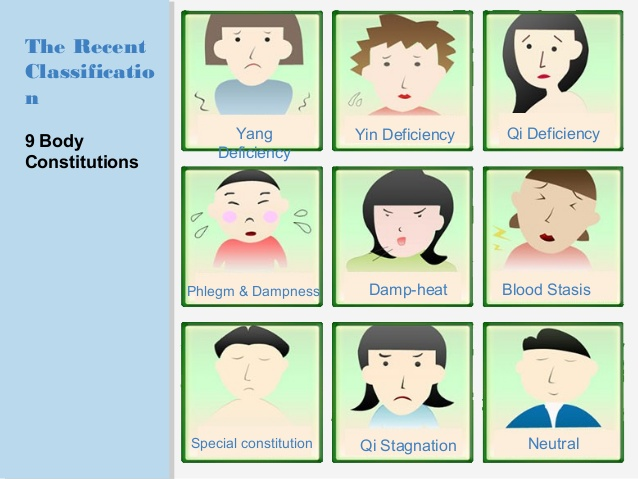 The Recent
Classificatio
n
9 Body
Constitutions
Yang
Deficiency
Yin Deficiency
Qi Deficiency
Phlegm & Dampness
Damp-heat
Blood Stasis
Special constitution
Qi Stagnation
Neutral